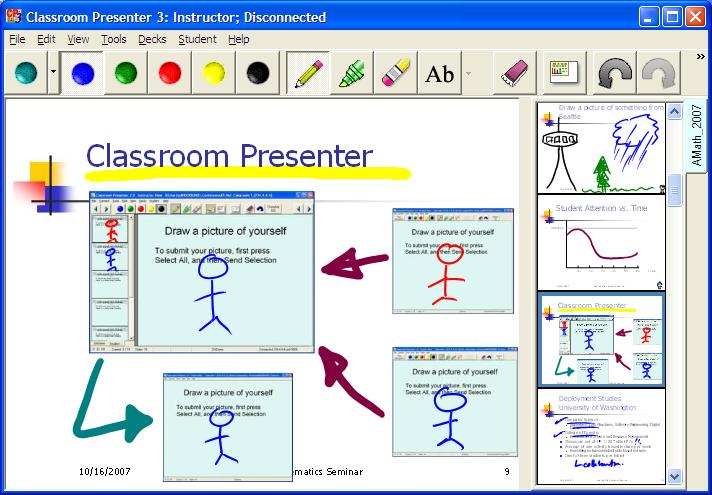 Classroom Presenter 3: Instructor; Disconnected
File Edit View Tools Decks Student Help
Ab
»
Classroom Presenter
Draw a picture of yourself
To submit your picture, first press
Select All, and then Send Selection
Draw a picture of yourself
To submit your picture, first press
Select All, and then Send Selection
Draw a picture of yourself
To submit your picture, first press
Select All, and then Send Selection
Draw a picture of yourself
To submit your picture, first press
Select All, and then Send Selection
10/16/2007
ematics Seminar
9
Draw a picture of something from
Seattle
Student Attention vs. Time
Time
Classroom Presenter
Deployment Studies
University of Washington
AMath_2007